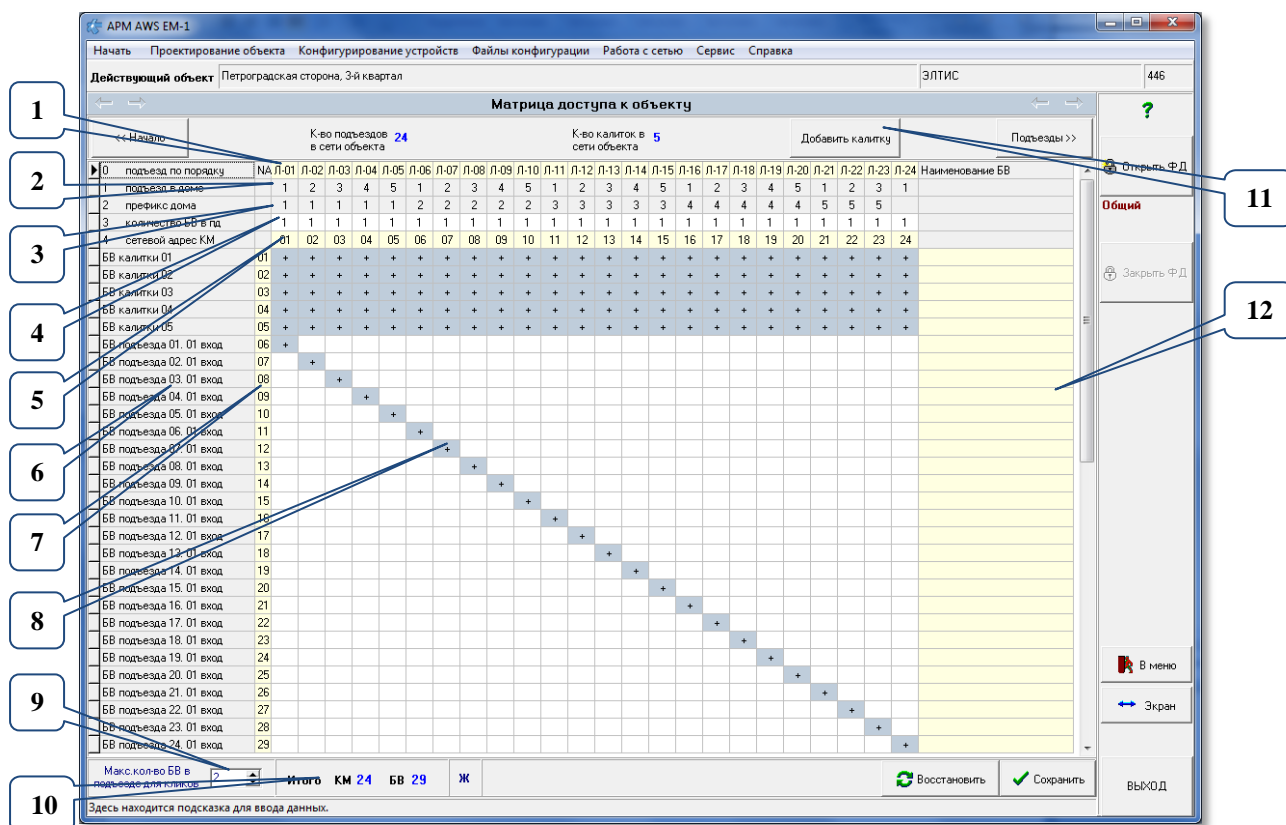 АРМ AWS EM-1
Начать Проектирование объекта Конфигурирование устройств Файлы конфигурации Работа с сетью Сервис Справка
Действующий объект Петроградская сторона, 3-й квартал ЭЛТИС 446
Матрица доступа к объекту ?
<< Начало К-во подъездов в сети объекта 24 К-во калиток в сети объекта 5 Добавить калитку Подъезды >>
0 подъезд по порядку NA Л-01 Л-02 Л-03 Л-04 Л-05 Л-06 Л-07 Л-08 Л-09 Л-10 Л-11 Л-12 Л-13 Л-14 Л-15 Л-16 Л-17 Л-18 Л-19 Л-20 Л-21 Л-22 Л-23 Л-24 Наименование БВ
1 подъезд в доме 1 2 3 4 5 1 2 3 4 5 1 2 3 4 5 1 2 3 4 5 1 2 3 1
2 префикс дома 1 1 1 1 1 2 2 2 2 2 3 3 3 3 3 4 4 4 4 4 5 5 5
3 количество БВ в пд 1 1 1 1 1 1 1 1 1 1 1 1 1 1 1 1 1 1 1 1 1 1 1 1
4 сетевой адрес КМ 01 02 03 04 05 06 07 08 09 10 11 12 13 14 15 16 17 18 19 20 21 22 23 24
БВ калитки 01 01 + + + + + + + + + + + + + + + + + + + + + + + +
БВ калитки 02 02 + + + + + + + + + + + + + + + + + + + + + + + +
БВ калитки 03 03 + + + + + + + + + + + + + + + + + + + + + + + +
БВ калитки 04 04 + + + + + + + + + + + + + + + + + + + + + + + +
БВ калитки 05 05 + + + + + + + + + + + + + + + + + + + + + + + +
БВ подъезда 01. 01 вход 06 +
БВ подъезда 02. 01 вход 07 +
БВ подъезда 03. 01 вход 08 +
БВ подъезда 04. 01 вход 09 +
БВ подъезда 05. 01 вход 10 +
БВ подъезда 06. 01 вход 11 +
БВ подъезда 07. 01 вход 12 +
БВ подъезда 08. 01 вход 13 +
БВ подъезда 09. 01 вход 14 +
БВ подъезда 10. 01 вход 15 +
БВ подъезда 11. 01 вход 16 +
БВ подъезда 12. 01 вход 17 +
БВ подъезда 13. 01 вход 18 +
БВ подъезда 14. 01 вход 19 +
БВ подъезда 15. 01 вход 20 +
БВ подъезда 16. 01 вход 21 +
БВ подъезда 17. 01 вход 22 +
БВ подъезда 18. 01 вход 23 +
БВ подъезда 19. 01 вход 24 +
БВ подъезда 20. 01 вход 25 +
БВ подъезда 21. 01 вход 26 +
БВ подъезда 22. 01 вход 27 +
БВ подъезда 23. 01 вход 28 +
БВ подъезда 24. 01 вход 29 +
Макс.кол-во БВ в
подъезде для кликов 2 Итого КМ 24 БВ 29 Ж Восстановить Сохранить
Здесь находится подсказка для ввода данных.
Открыть ФД
Общий
Закрыть ФД
В меню
Экран
ВЫХОД
1
2
3
4
5
6
7
8
9
10
11
12